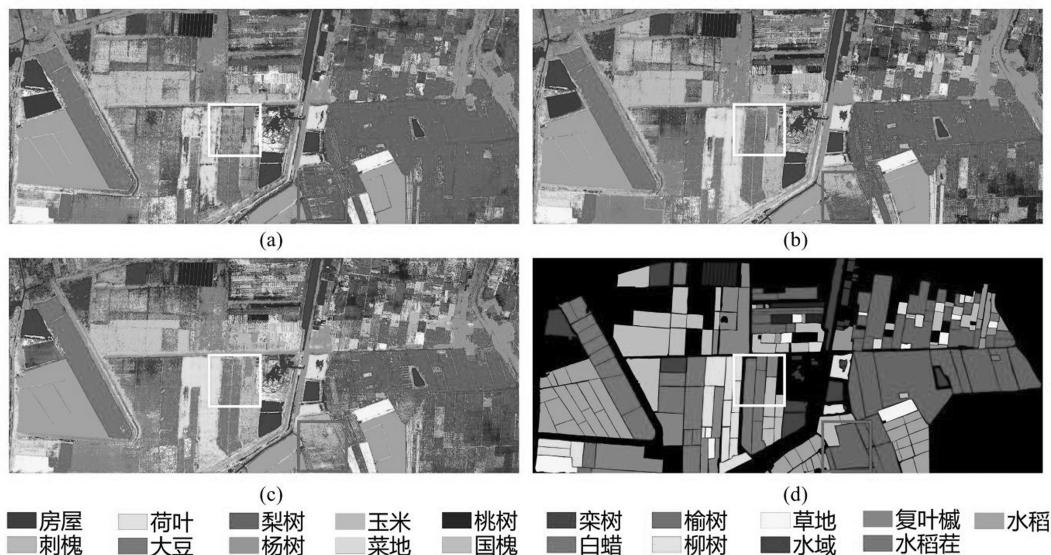 (a)
(b)
(c)
(d)
房屋 荷叶 梨树 玉米 桃树 栾树 榆树 草地 复叶槭 水稻
刺槐 大豆 杨树 菜地 国槐 白蜡 柳树 水域 水稻茬